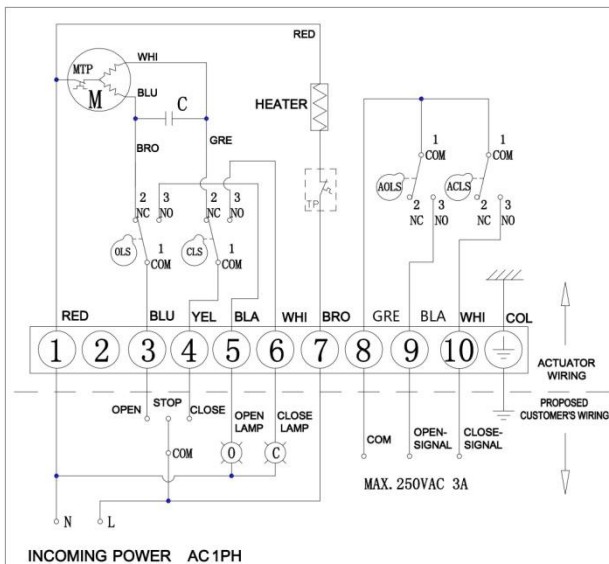 RED
WHI
MTP
M
BLU
C
HEATER
BRO
GRE
1
COM
1
COM
TP
AOLS
ACLS
2
NC
3
NO
2
NC
3
NO
2
NC
3
NO
2
NC
3
NO
OLS
CLS
1
COM
1
COM
RED
BLU
YEL
BLA
WHI
BRO
GRE
BLA
WHI
COL
1
2
3
4
5
6
7
8
9
10
ACTUATOR
WIRING
OPEN
STOP
CLOSE
OPEN
LAMP
CLOSE
LAMP
PROPOSED
CUSTOMER'S WIRING
COM
OPEN-
SIGNAL
CLOSE-
SIGNAL
COM
O
C
MAX. 250VAC 3A
N
L
INCOMING POWER AC 1PH